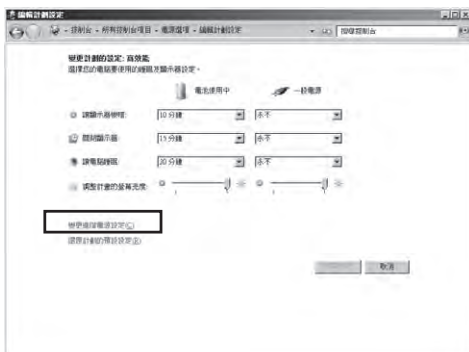 編輯計劃設定
控制台 ▸ 所有控制台項目 ▸ 電源選項 ▸ 編輯計劃設定
搜尋控制台
變更計劃的設定: 高效能
選擇您的電腦要使用的睡眠及顯示器設定。
電池使用中
一般電源
讓顯示器變暗:
10 分鐘
永不
關閉顯示器:
15 分鐘
永不
讓電腦睡眠:
20 分鐘
永不
調整計劃的螢幕亮度:
變更進階電源設定(C)
還原計劃的預設設定(R)
取消